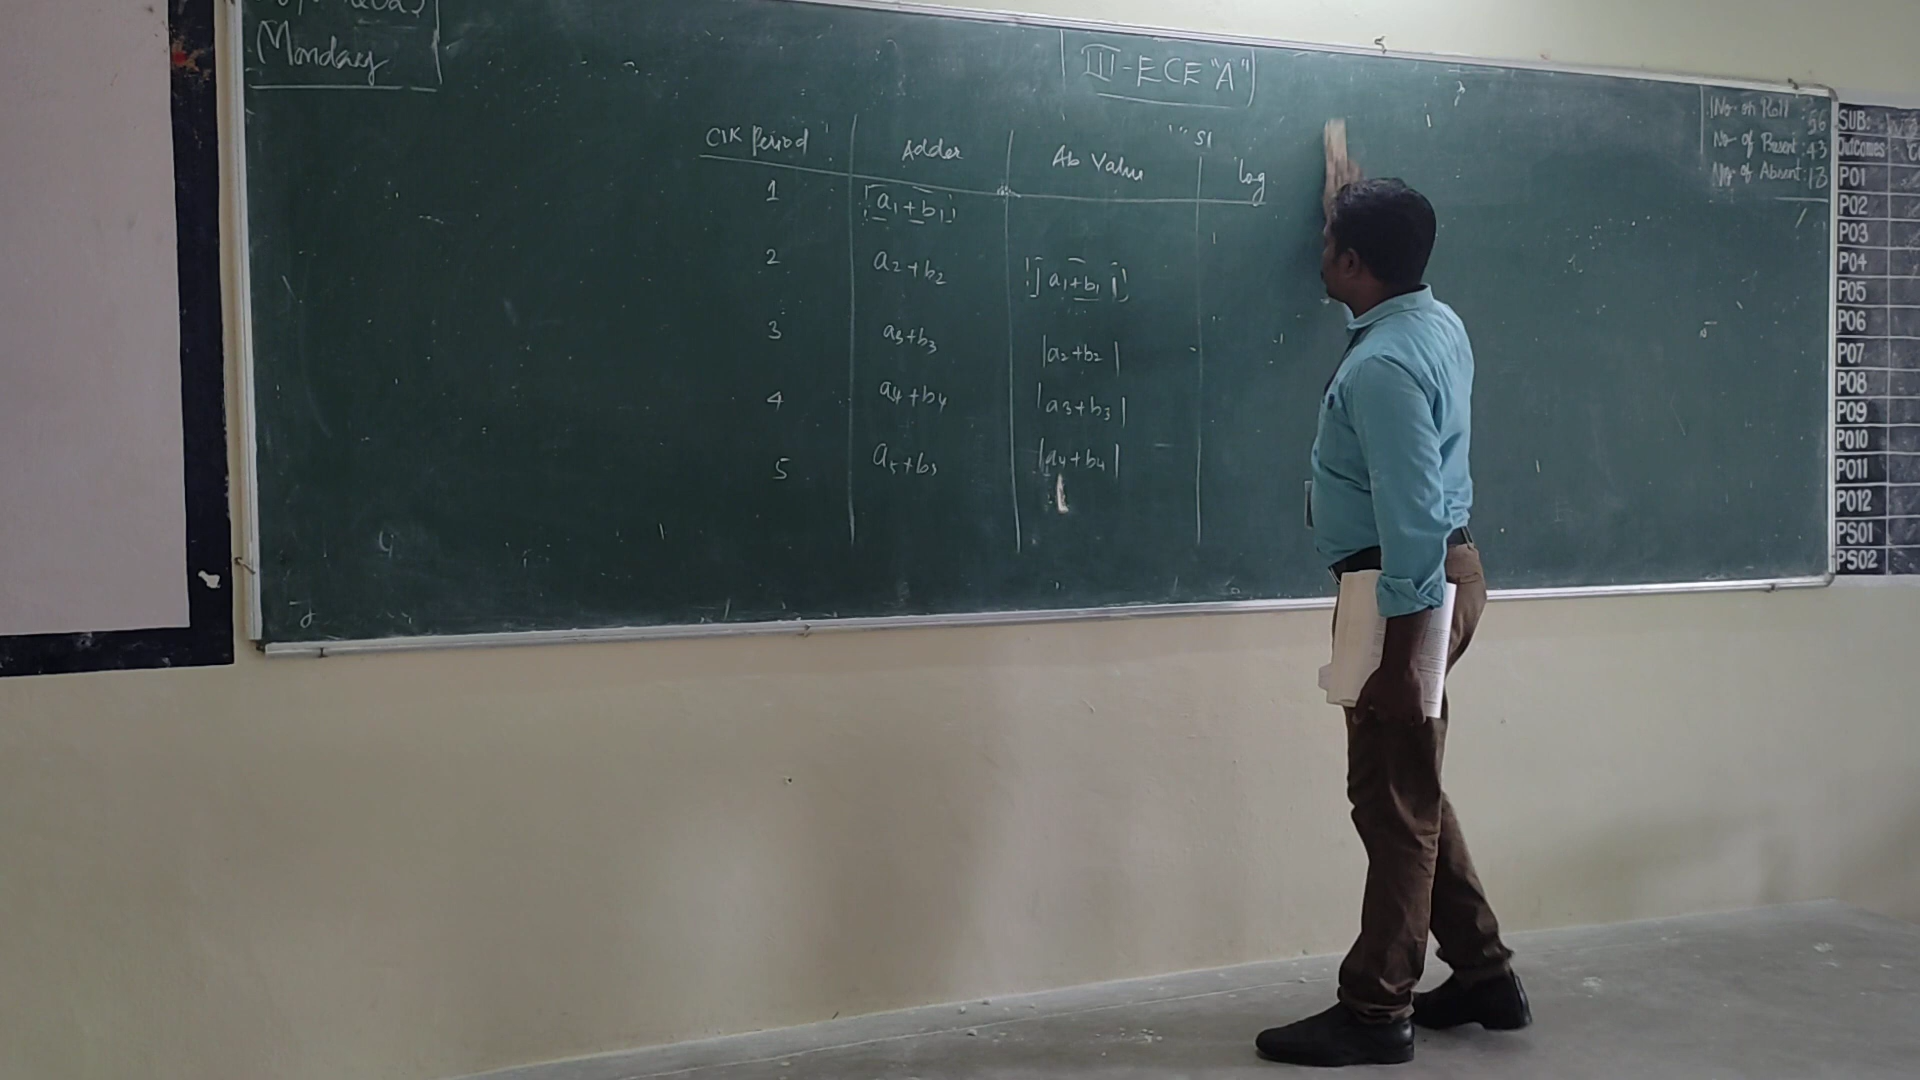 Monday
III-ECE "A"
No. on Roll : 56
No. of Present : 43
No. of Absent : 13
Clk Period Adder Ab Value log
1 a1+b1
2 a2+b2 |a1+b1|
3 a3+b3 |a2+b2|
4 a4+b4 |a3+b3|
5 a5+b5 |a4+b4|
SUB:
Outcomes
PO1
PO2
PO3
PO4
PO5
PO6
PO7
PO8
PO9
PO10
PO11
PO12
PSO1
PSO2